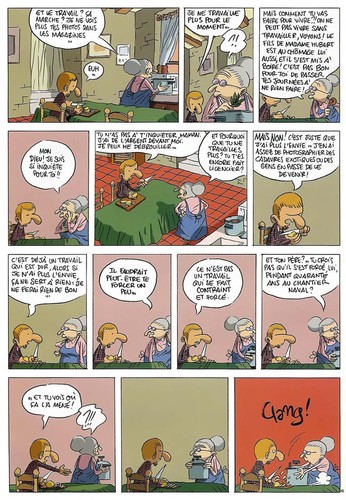 ET LE TRAVAIL ? ÇA
MARCHE ? JE NE VOIS
PLUS TES PHOTOS
DANS LES
MAGAZINES...
EUH...
JE NE TRAVAILLE
PLUS POUR LE
MOMENT...
MAIS COMMENT TU VAS
FAIRE POUR VIVRE ? ON NE
PEUT PAS VIVRE SANS
TRAVAILLER, VOYONS ! LE
FILS DE MADAME HUBERT
EST AU CHÔMAGE LUI
AUSSI, ET IL S'EST MIS À
BOIRE ! C'EST PAS BON
POUR TOI DE PASSER
TES JOURNÉES À
NE RIEN FAIRE !
MON
DIEU ! JE SUIS
SI INQUIÈTE
POUR TOI !!
TU N'AS PAS À T'INQUIÉTER, MAMAN.
J'AI DE L'ARGENT DEVANT MOI.
JE PEUX ME DÉBROUILLER...
ET POURQUOI
QUE TU NE
TRAVAILLES
PLUS ? TU T'ES
ENCORE FAIT
LICENCIER ?
MAIS NON ! C'EST JUSTE QUE
J'AI PLUS L'ENVIE... J'EN AI
ASSEZ DE PHOTOGRAPHIER DES
CADAVRES EXOTIQUES OU DES
GENS EN PASSE DE LE
DEVENIR !
C'EST DÉJÀ UN TRAVAIL
QUI EST DUR, ALORS SI
JE N'AI PLUS L'ENVIE,
ÇA NE SERT À RIEN : JE
NE FERAI RIEN DE BON...
IL FAUDRAIT
PEUT-ÊTRE TE
FORCER UN
PEU...
CE N'EST PAS
UN TRAVAIL
QUI SE FAIT
CONTRAINT
ET FORCÉ.
ET TON PÈRE ?... TU CROIS
PAS QU'IL S'EST FORCÉ, LUI,
PENDANT QUARANTE
ANS AU CHANTIER
NAVAL ?
... ET TU VOIS QUI
ÇA L'A MENÉ !
?!!
Clang !